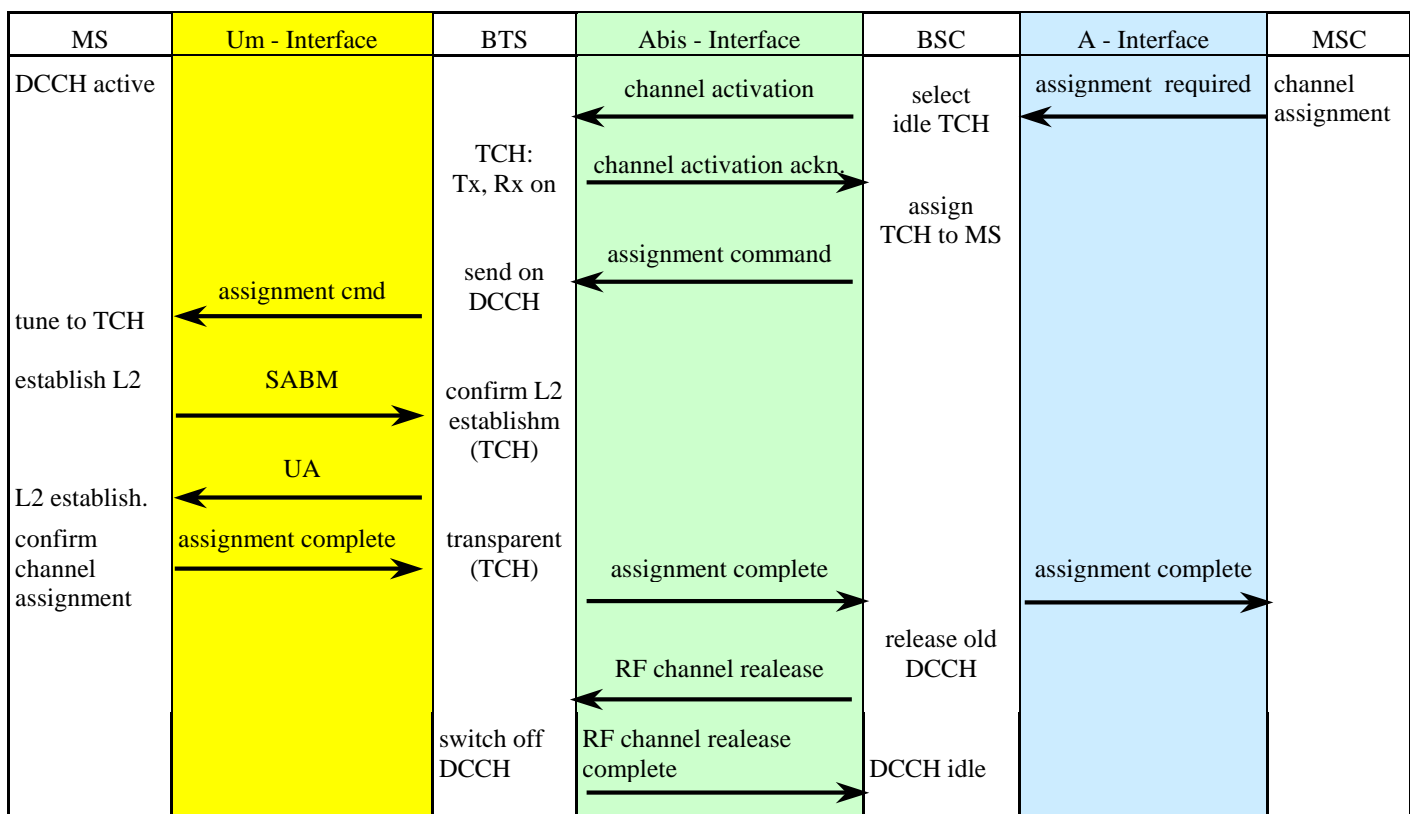 MS
Um - Interface
BTS
Abis - Interface
BSC
A - Interface
MSC
DCCH active
channel activation
select
idle TCH
assignment required
channel
assignment
TCH:
Tx, Rx on
channel activation ackn.
assign
TCH to MS
assignment command
send on
DCCH
assignment cmd
tune to TCH
establish L2
SABM
confirm L2
establishm
(TCH)
UA
L2 establish.
confirm
channel
assignment
assignment complete
transparent
(TCH)
assignment complete
assignment complete
release old
DCCH
RF channel realease
switch off
DCCH
RF channel realease
complete
DCCH idle